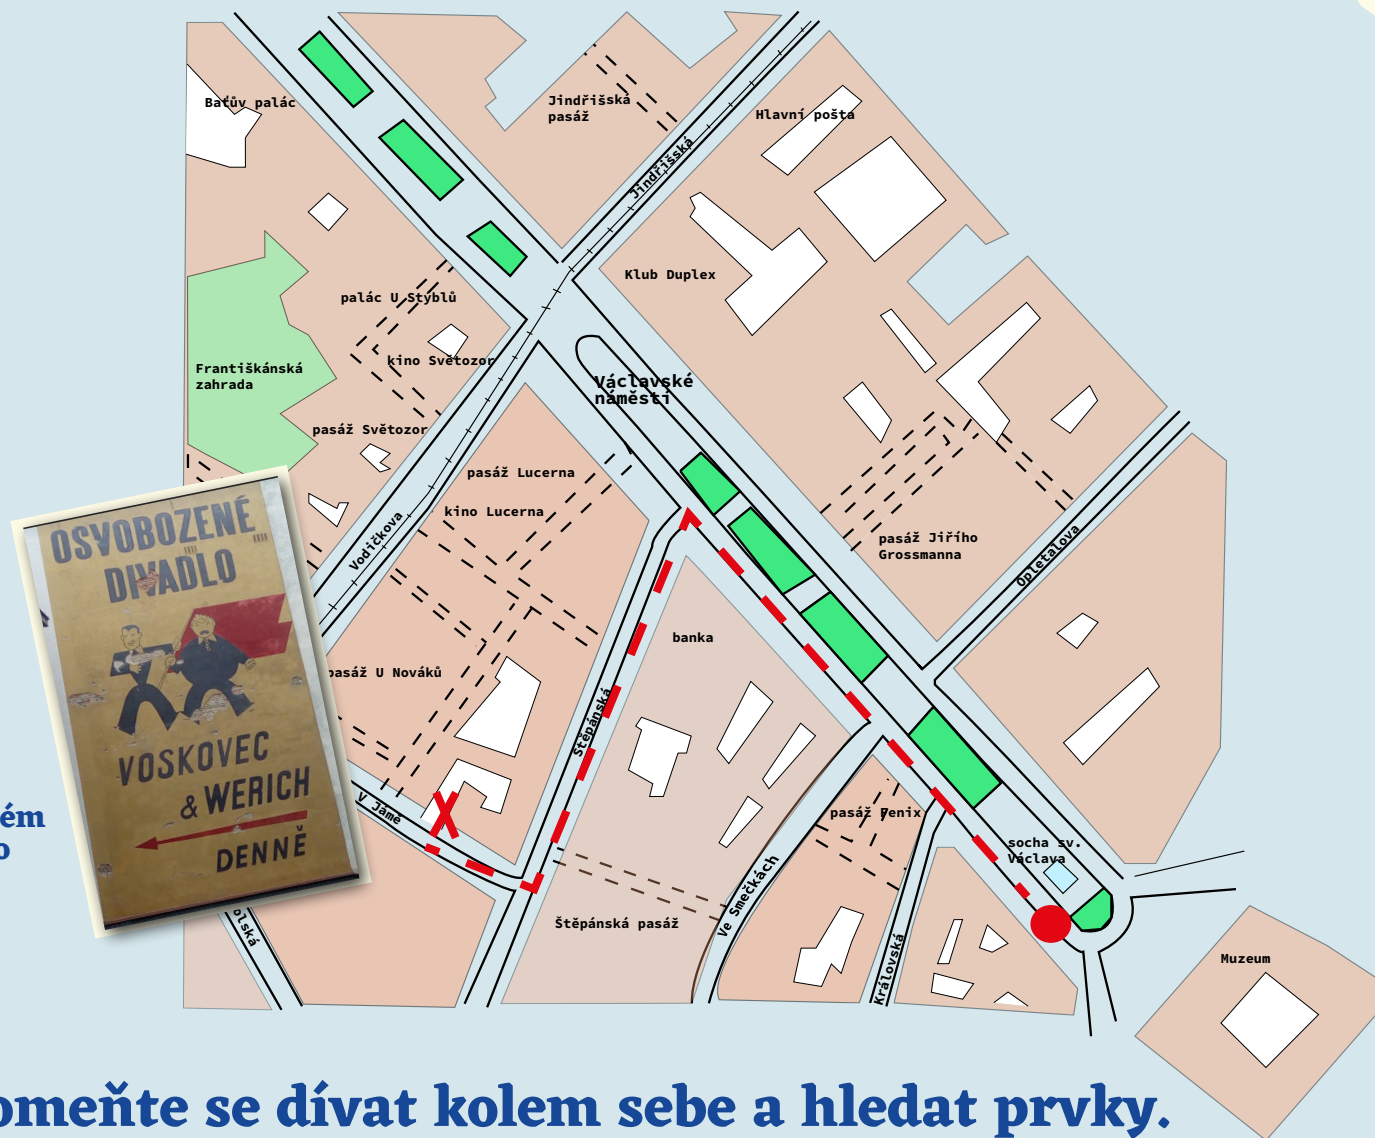 Baťův palác
Jindřišská
pasáž
Hlavní pošta
Jindřišská
Klub Duplex
palác U Stýblů
kino Světozor
Františkánská
zahrada
Václavské
náměstí
pasáž Světozor
pasáž Lucerna
kino Lucerna
Vodičkova
pasáž Jiřího
Grossmanna
Opletalova
banka
pasáž U Nováků
Štěpánská
V Jámě
pasáž Fenix
socha sv.
Václava
Ve Smečkách
Štěpánská pasáž
Královská
Muzeum
olská
OSVOBOZENÉ
DIVADLO
VOSKOVEC
& WERICH
DENNĚ
ém
o
omeňte se dívat kolem sebe a hledat prvky.